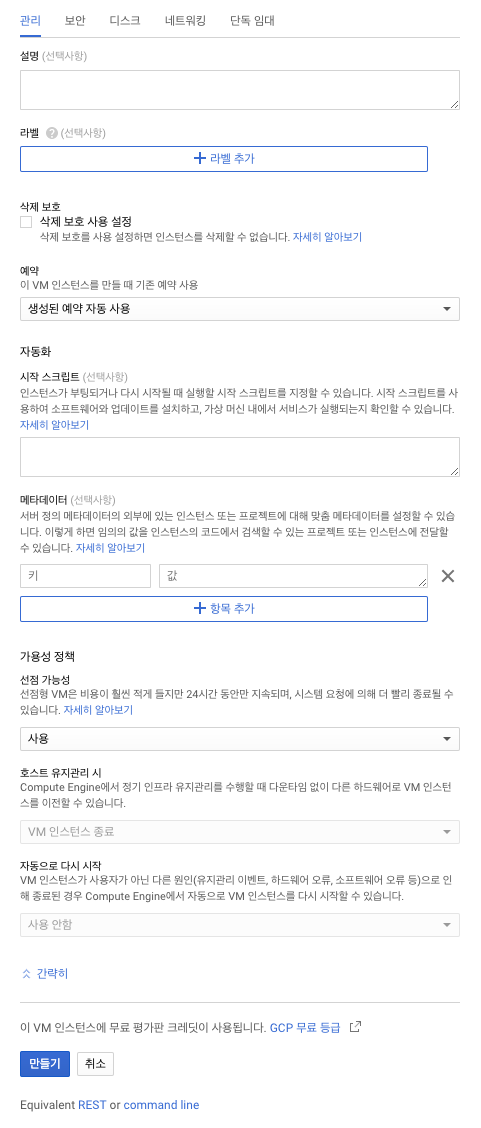 관리 보안 디스크 네트워킹 단독 임대
설명 (선택사항)
라벨 ? (선택사항)
+ 라벨 추가
삭제 보호
삭제 보호 사용 설정
삭제 보호를 사용 설정하면 인스턴스를 삭제할 수 없습니다. 자세히 알아보기
예약
이 VM 인스턴스를 만들 때 기존 예약 사용
생성된 예약 자동 사용
자동화
시작 스크립트 (선택사항)
인스턴스가 부팅되거나 다시 시작될 때 실행할 시작 스크립트를 지정할 수 있습니다. 시작 스크립트를 사
용하여 소프트웨어와 업데이트를 설치하고, 가상 머신 내에서 서비스가 실행되는지 확인할 수 있습니다.
자세히 알아보기
메타데이터 (선택사항)
서버 정의 메타데이터의 외부에 있는 인스턴스 또는 프로젝트에 대해 맞춤 메타데이터를 설정할 수 있습
니다. 이렇게 하면 임의의 값을 인스턴스의 코드에서 검색할 수 있는 프로젝트 또는 인스턴스에 전달할
수 있습니다. 자세히 알아보기
키 값
+ 항목 추가
가용성 정책
선점 가능성
선점형 VM은 비용이 훨씬 적게 들지만 24시간 동안만 지속되며, 시스템 요청에 의해 더 빨리 종료될 수
있습니다. 자세히 알아보기
사용
호스트 유지관리 시
Compute Engine에서 정기 인프라 유지관리를 수행할 때 다운타임 없이 다른 하드웨어로 VM 인스턴
스를 이전할 수 있습니다.
VM 인스턴스 종료
자동으로 다시 시작
VM 인스턴스가 사용자가 아닌 다른 원인(유지관리 이벤트, 하드웨어 오류, 소프트웨어 오류 등)으로 인
해 종료된 경우 Compute Engine에서 자동으로 VM 인스턴스를 다시 시작할 수 있습니다.
사용 안함
간략히
이 VM 인스턴스에 무료 평가판 크레딧이 사용됩니다. GCP 무료 등급
만들기 취소
Equivalent REST or command line